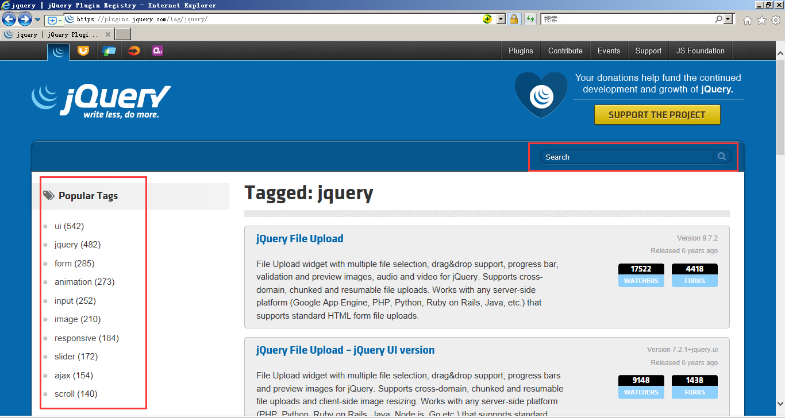 jquery | jQuery Plugin Registry - Internet Explorer
https://plugins.jquery.com/tag/jquery/
搜索...
jquery | jQuery Plugi...
Plugins Contribute Events Support JS Foundation
jQuery
write less, do more.
Your donations help fund the continued
development and growth of jQuery.
SUPPORT THE PROJECT
Search
Popular Tags
ui (542)
jquery (482)
form (285)
animation (273)
input (252)
image (210)
responsive (184)
slider (172)
ajax (154)
scroll (140)
Tagged: jquery
jQuery File Upload
Version 9.7.2
Released 6 years ago
File Upload widget with multiple file selection, drag&drop support, progress bar,
validation and preview images, audio and video for jQuery. Supports cross-
domain, chunked and resumable file uploads. Works with any server-side
platform (Google App Engine, PHP, Python, Ruby on Rails, Java, etc.) that
supports standard HTML form file uploads.
17522 4418
WATCHERS FORKS
jQuery File Upload - jQuery UI version
Version 7.2.1+jquery.ui
Released 6 years ago
File Upload widget with multiple file selection, drag&drop support, progress bars
and preview images for jQuery. Supports cross-domain, chunked and resumable
file uploads and client-side image resizing. Works with any server-side platform
(PHP, Python, Ruby on Rails, Java, Node.js, Go etc.) that supports standard
9148 1438
WATCHERS FORKS